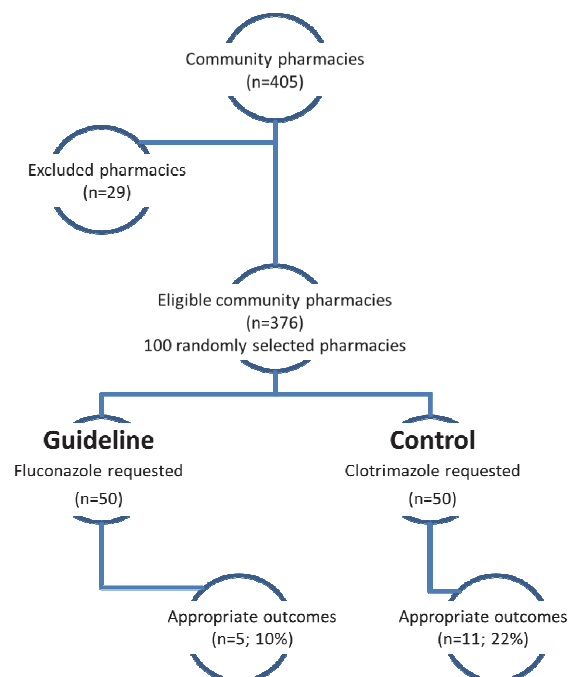 Community pharmacies
(n=405)
Excluded pharmacies
(n=29)
Eligible community pharmacies
(n=376)
100 randomly selected pharmacies
Guideline
Fluconazole requested
(n=50)
Control
Clotrimazole requested
(n=50)
Appropriate outcomes
(n=5; 10%)
Appropriate outcomes
(n=11; 22%)